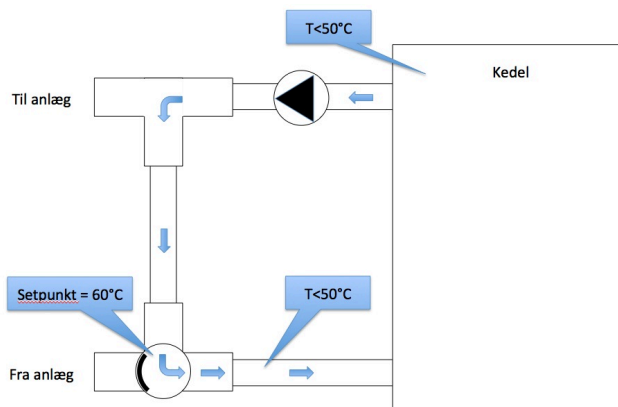 T<50°C
Kedel
Til anlæg
Setpunkt = 60°C
T<50°C
Fra anlæg